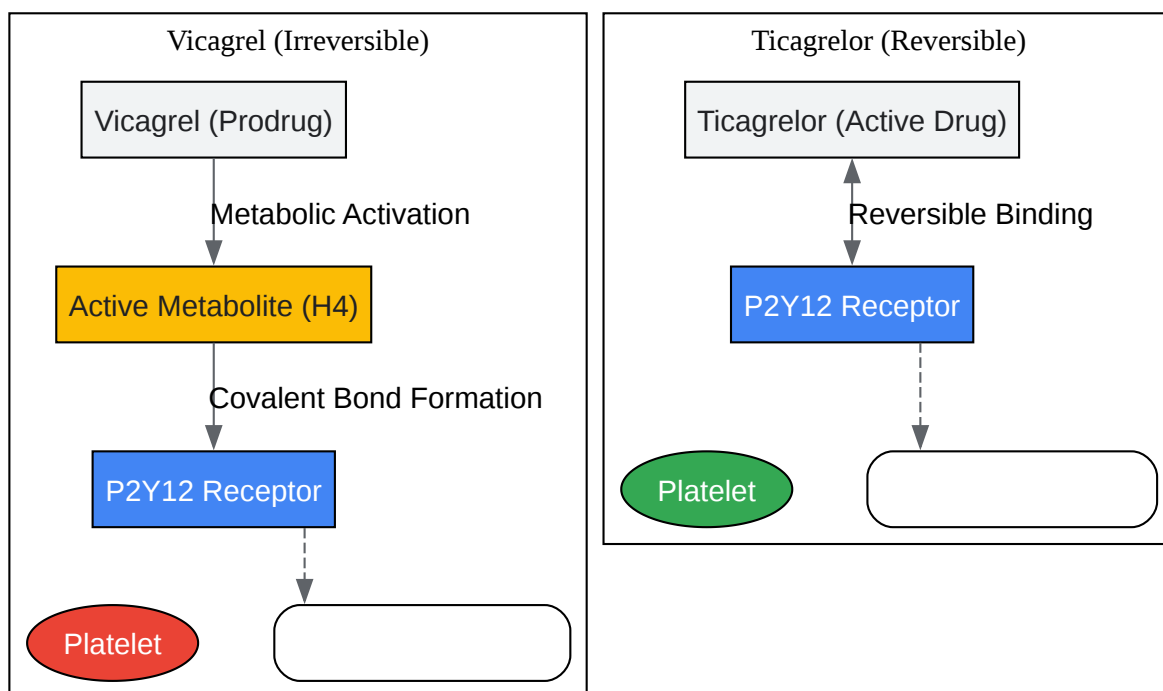 Vicagrel (Irreversible)
Vicagrel (Prodrug)
Metabolic Activation
Active Metabolite (H4)
Covalent Bond Formation
P2Y12 Receptor
Platelet
Ticagrelor (Reversible)
Ticagrelor (Active Drug)
Reversible Binding
P2Y12 Receptor
Platelet